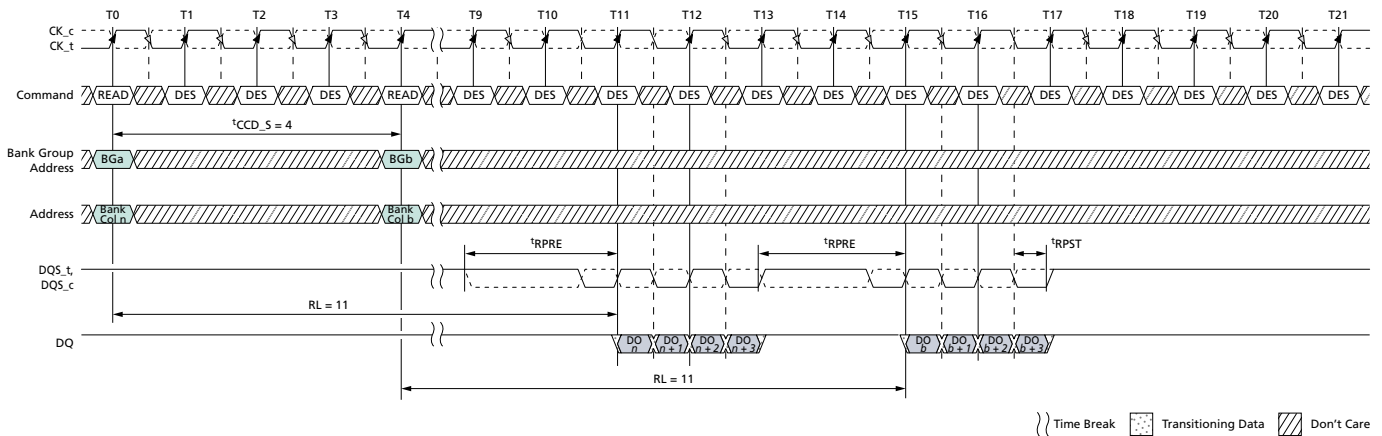 T0 T1 T2 T3 T4 T9 T10 T11 T12 T13 T14 T15 T16 T17 T18 T19 T20 T21
CK_c
CK_t
Command READ DES DES DES READ DES DES DES DES DES DES DES DES DES DES DES DES DES
tCCD_S = 4
Bank Group
Address
BGa BGb
Address
Bank
Col n
Bank
Col b
tRPRE tRPRE tRPST
DQS_t,
DQS_c
RL = 11
DQ
DO
n
DO
n + 1
DO
n + 2
DO
n + 3
DO
b
DO
b + 1
DO
b + 2
DO
b + 3
RL = 11
Time Break Transitioning Data Don't Care